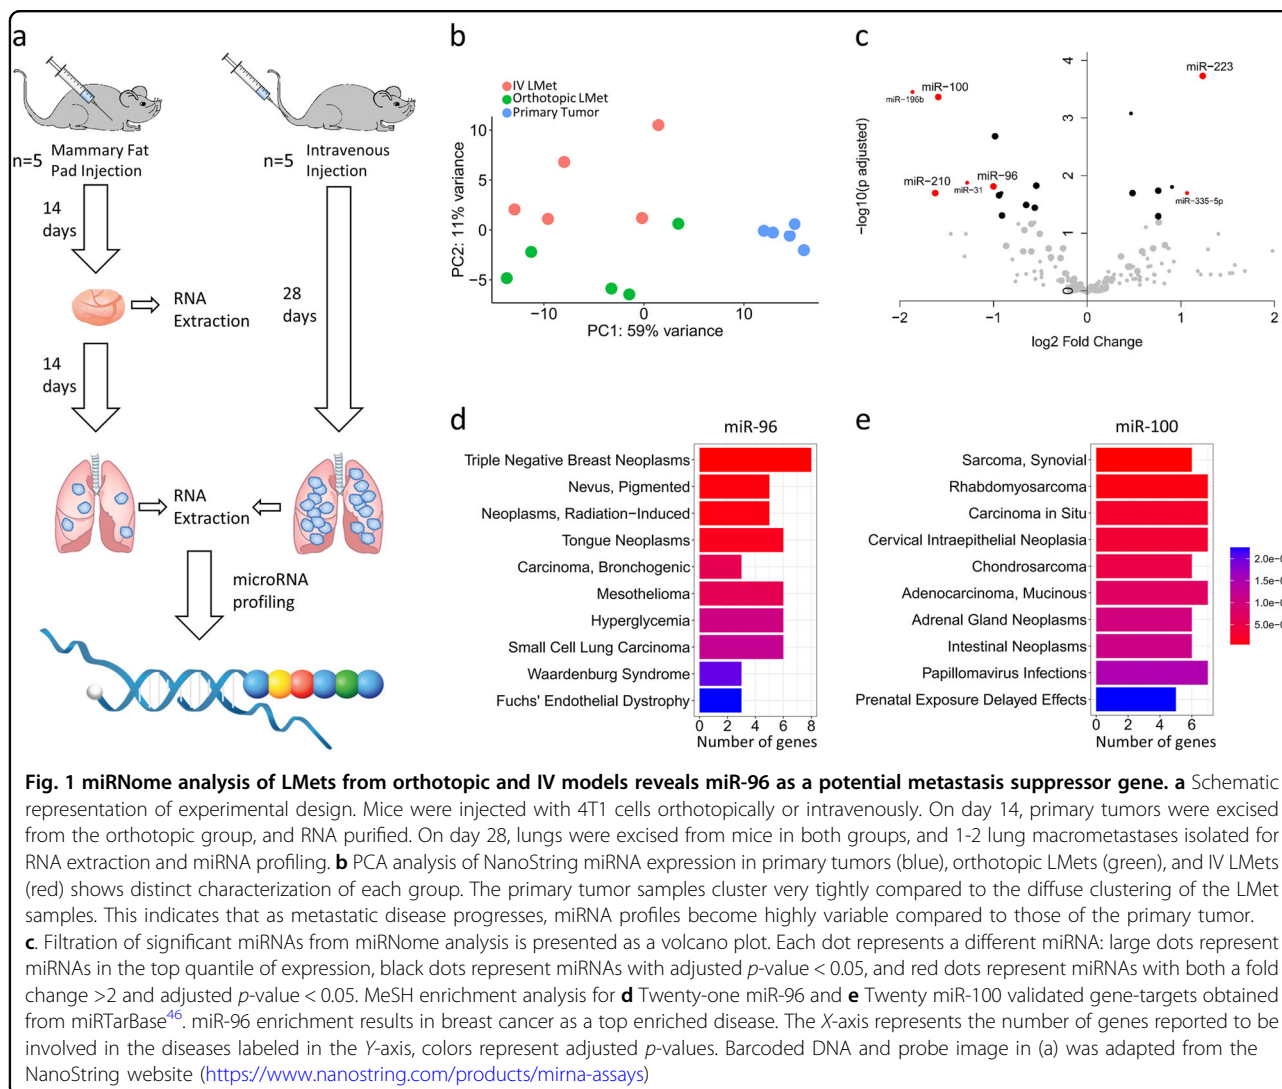 a
n=5
Mammary Fat
Pad Injection
n=5
Intravenous
Injection
14
days
RNA
Extraction
28
days
14
days
RNA
Extraction
microRNA
profiling
b
IV LMet
Orthotopic LMet
Primary Tumor
10
5
0
−5
PC2: 11% variance
−10
0
10
PC1: 59% variance
c
4
3
2
1
0
−log10(p adjusted)
miR−223
miR−196b
miR−100
miR−210
miR−31
miR−96
miR−335−5p
−2
−1
0
1
2
log2 Fold Change
d
miR-96
Triple Negative Breast Neoplasms
Nevus, Pigmented
Neoplasms, Radiation-Induced
Tongue Neoplasms
Carcinoma, Bronchogenic
Mesothelioma
Hyperglycemia
Small Cell Lung Carcinoma
Waardenburg Syndrome
Fuchs' Endothelial Dystrophy
0 2 4 6 8
Number of genes
e
miR-100
Sarcoma, Synovial
Rhabdomyosarcoma
Carcinoma in Situ
Cervical Intraepithelial Neoplasia
Chondrosarcoma
Adenocarcinoma, Mucinous
Adrenal Gland Neoplasms
Intestinal Neoplasms
Papillomavirus Infections
Prenatal Exposure Delayed Effects
0 2 4 6
Number of genes
2.0e−0
1.5e−0
1.0e−0
5.0e−0
Fig. 1 miRNome analysis of LMets from orthotopic and IV models reveals miR-96 as a potential metastasis suppressor gene. a Schematic
representation of experimental design. Mice were injected with 4T1 cells orthotopically or intravenously. On day 14, primary tumors were excised
from the orthotopic group, and RNA purified. On day 28, lungs were excised from mice in both groups, and 1-2 lung macrometastases isolated for
RNA extraction and miRNA profiling. b PCA analysis of NanoString miRNA expression in primary tumors (blue), orthotopic LMets (green), and IV LMets
(red) shows distinct characterization of each group. The primary tumor samples cluster very tightly compared to the diffuse clustering of the LMet
samples. This indicates that as metastatic disease progresses, miRNA profiles become highly variable compared to those of the primary tumor.
c. Filtration of significant miRNAs from miRNome analysis is presented as a volcano plot. Each dot represents a different miRNA: large dots represent
miRNAs in the top quantile of expression, black dots represent miRNAs with adjusted p-value < 0.05, and red dots represent miRNAs with both a fold
change >2 and adjusted p-value < 0.05. MeSH enrichment analysis for d Twenty-one miR-96 and e Twenty miR-100 validated gene-targets obtained
from miRTarBase46. miR-96 enrichment results in breast cancer as a top enriched disease. The X-axis represents the number of genes reported to be
involved in the diseases labeled in the Y-axis, colors represent adjusted p-values. Barcoded DNA and probe image in (a) was adapted from the
NanoString website (https://www.nanostring.com/products/mirna-assays)